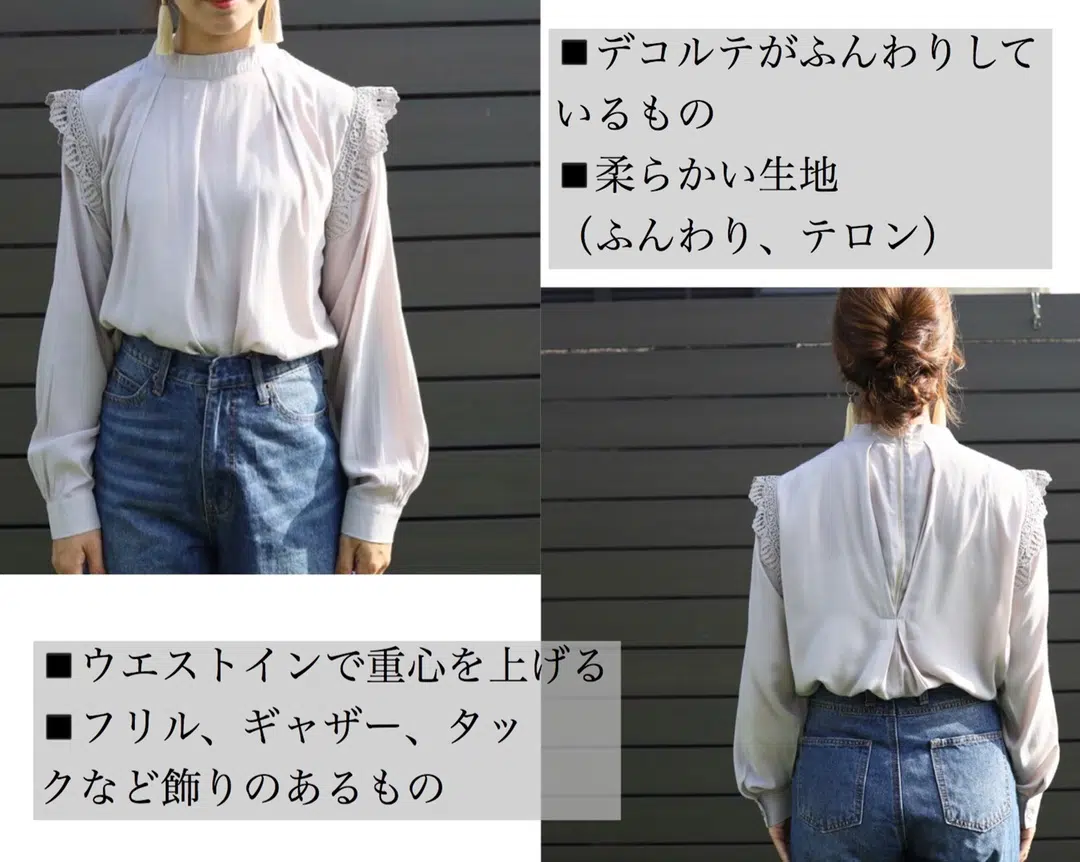 ■デコルテがふんわりして
いるもの
■柔らかい生地
（ふんわり、テロン）
■ウエストインで重心を上げる
■フリル、ギャザー、タッ
クなど飾りのあるもの